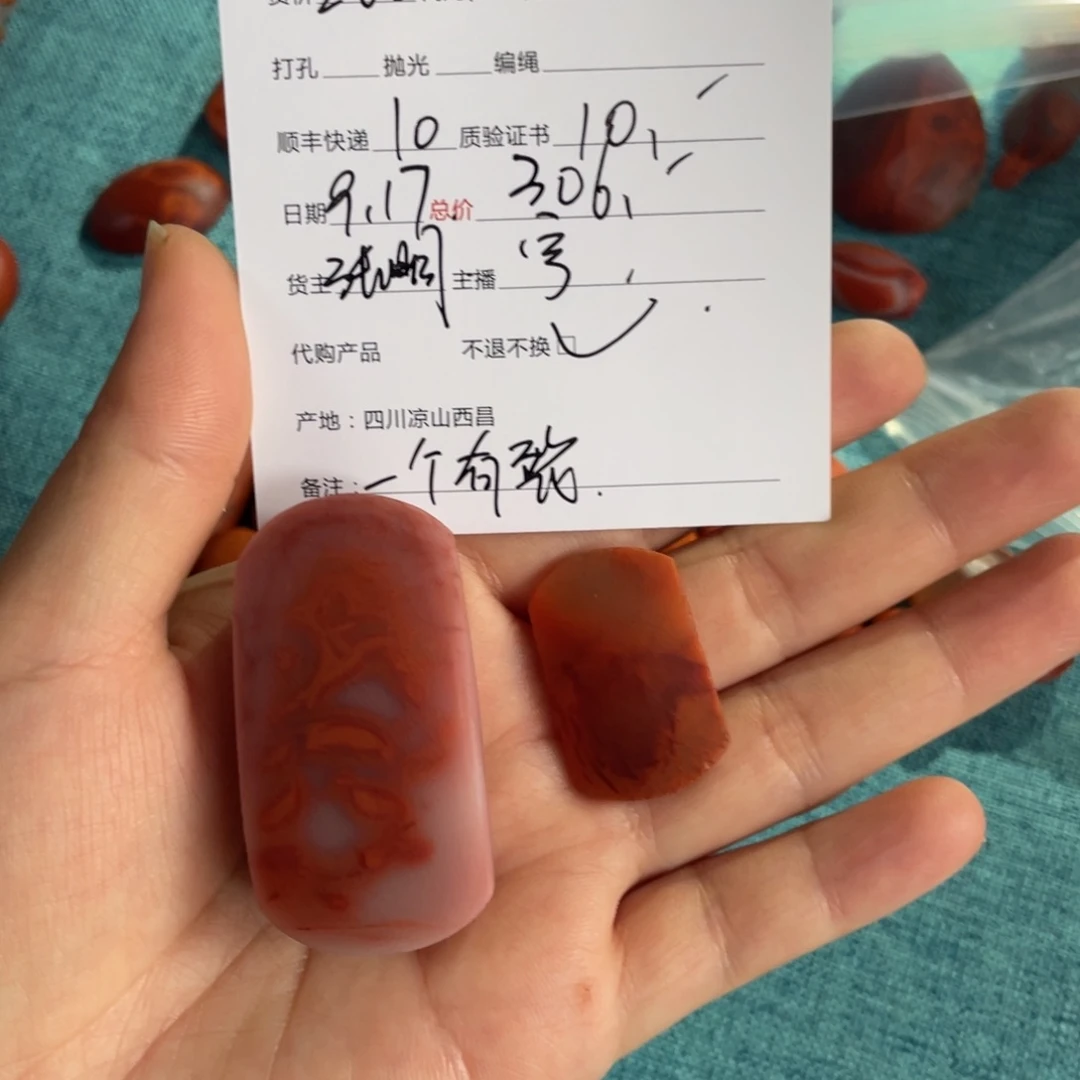 打孔 抛光 编绳
顺丰快递 10 质验证书 10,
日期 9.17 总价 306,
货主 主播
代购产品 不退不换
产地:四川凉山西昌
备注:一个有